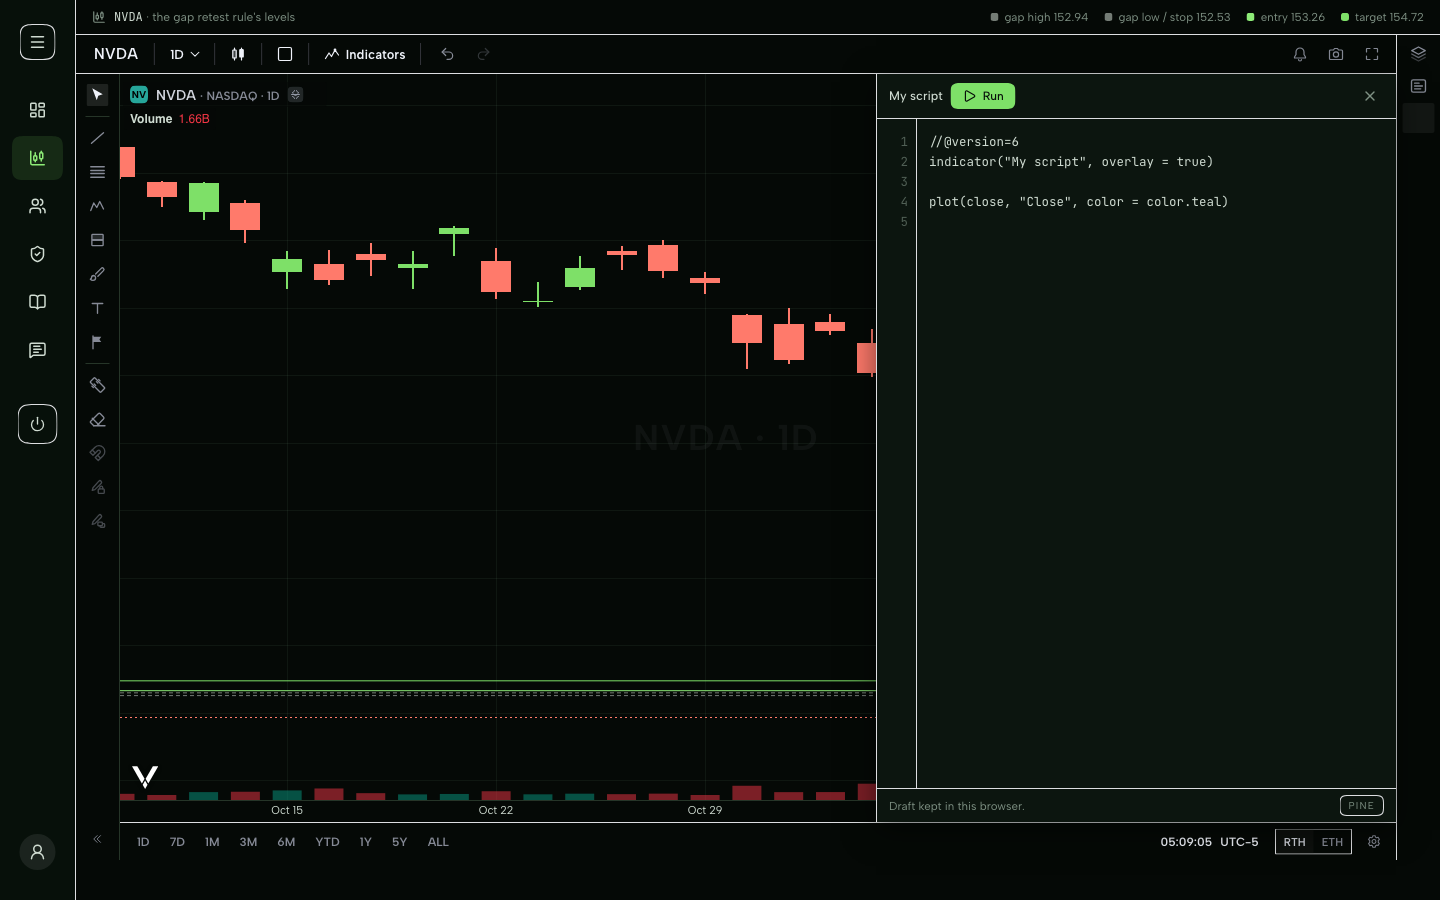 NVDA · the gap retest rule's levels
gap high 152.94 gap low / stop 152.53 entry 153.26 target 154.72
NVDA 1D Indicators
NV NVDA · NASDAQ · 1D
Volume 1.66B
NVDA · 1D
Oct 15 Oct 22 Oct 29
My script Run
1 //@version=6
2 indicator("My script", overlay = true)
3
4 plot(close, "Close", color = color.teal)
5
Draft kept in this browser. PINE
1D 7D 1M 3M 6M YTD 1Y 5Y ALL
05:09:05 UTC-5 RTH ETH